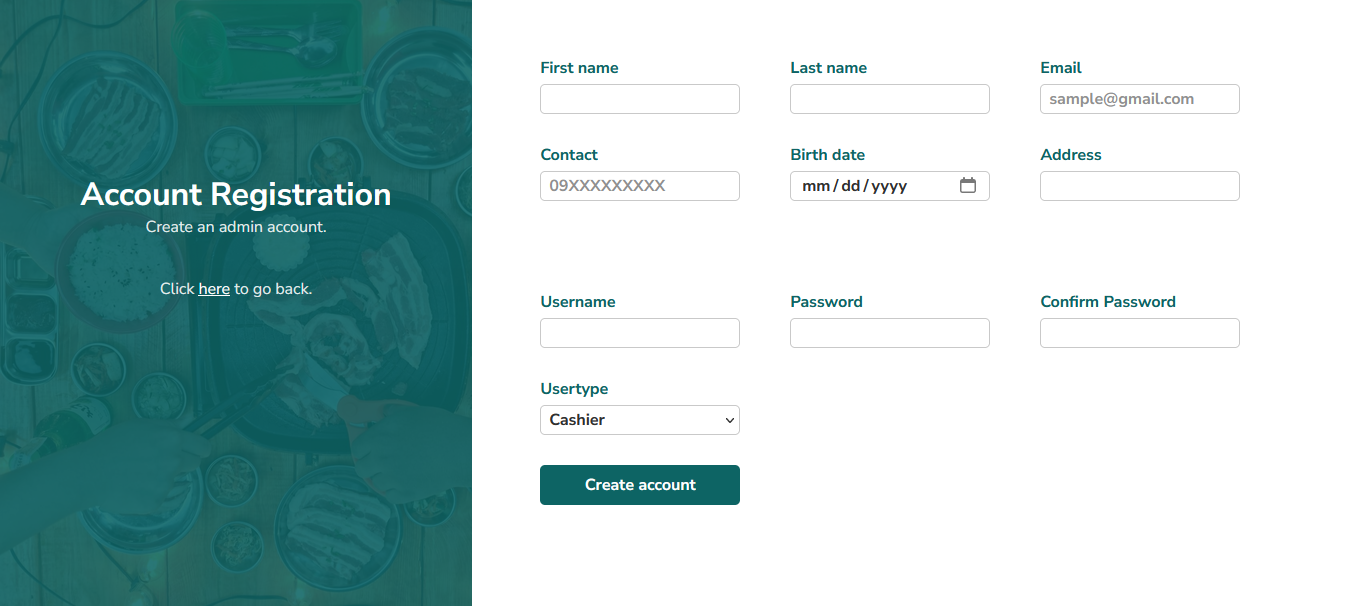 Account Registration
Create an admin account.
Click here to go back.
First name
Last name
Email
sample@gmail.com
Contact
Birth date
Address
09XXXXXXXXX
mm/dd/yyyy
Username
Password
Confirm Password
Usertype
Cashier
Create account